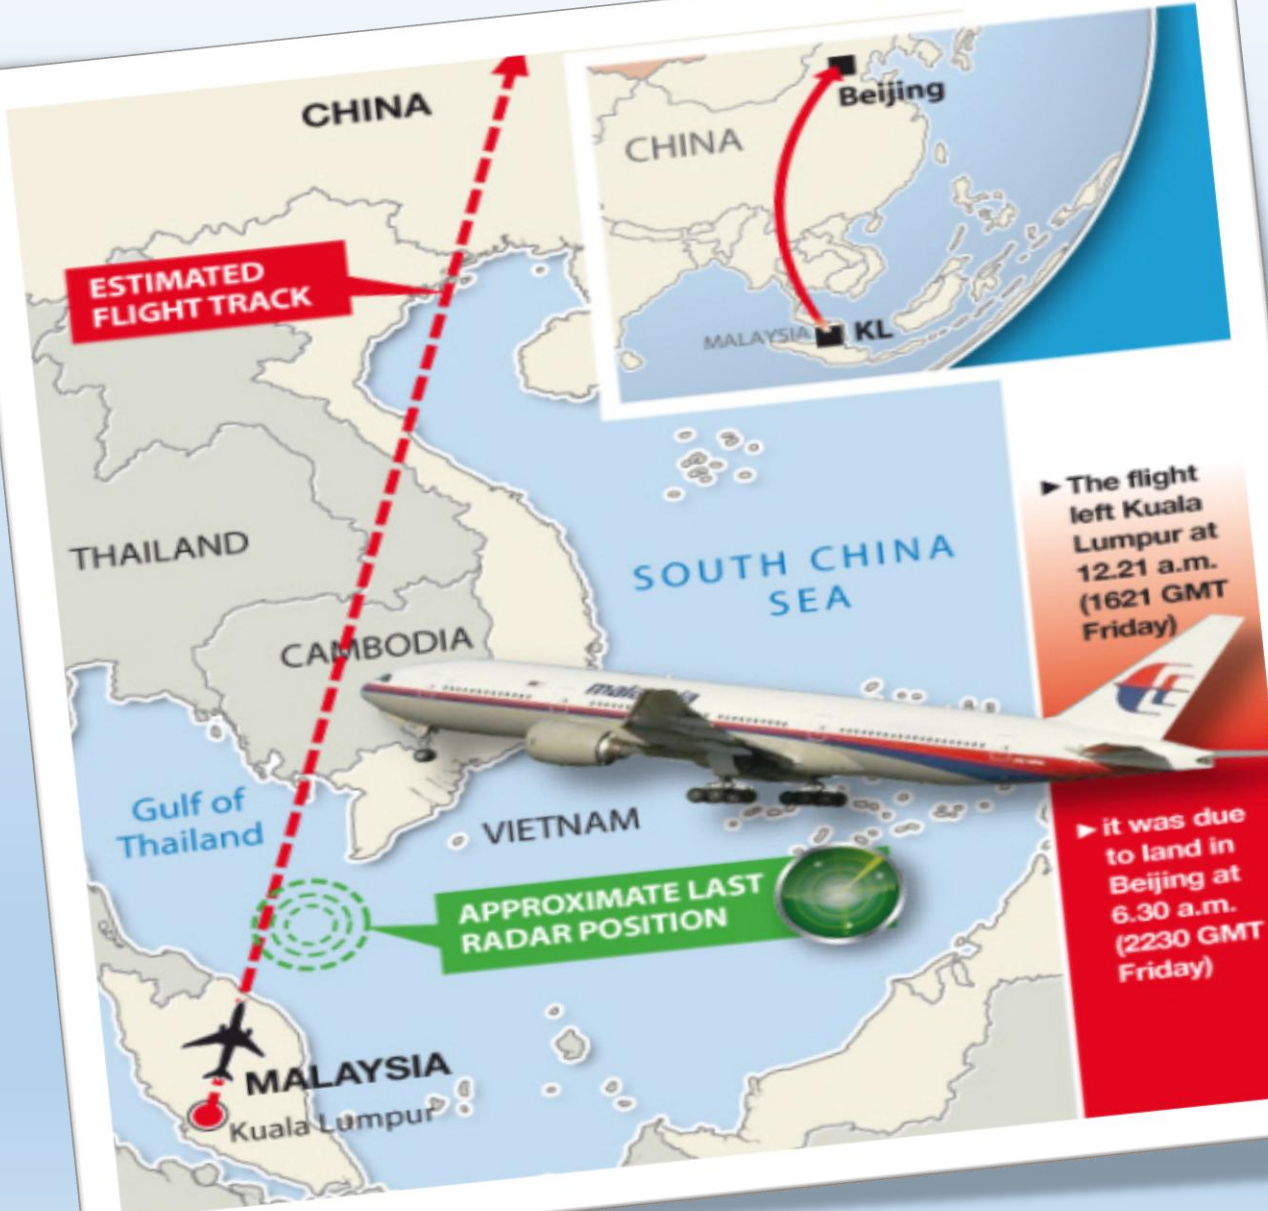 CHINA
ESTIMATED
FLIGHT TRACK
THAILAND
CAMBODIA
Gulf of
Thailand
VIETNAM
SOUTH CHINA
SEA
APPROXIMATE LAST
RADAR POSITION
MALAYSIA
Kuala Lumpur
Beijing
CHINA
MALAYSIA
KL
malaysia
► The flight
left Kuala
Lumpur at
12.21 a.m.
(1621 GMT
Friday)
► it was due
to land in
Beijing at
6.30 a.m.
(2230 GMT
Friday)